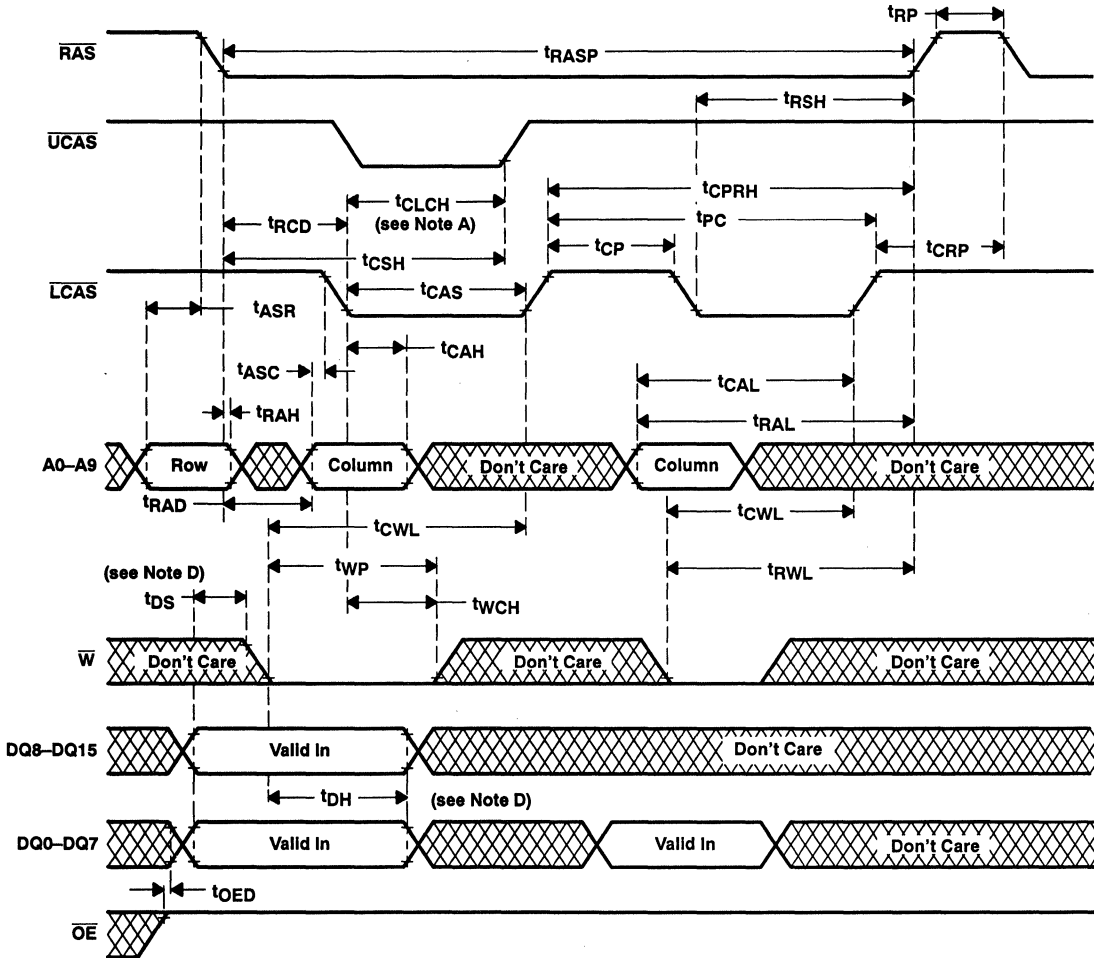 tRP
RAS
tRASP
tRSH
UCAS
tCPRH
tCLCH
tPC
tRCD
(see Note A)
tCP
tCRP
tCSH
LCAS
tCAS
tASR
tCAH
tASC
tCAL
tRAH
tRAL
A0–A9
Row
Column
Don't Care
Column
Don't Care
tRAD
tCWL
tCWL
tWP
tRWL
(see Note D)
tDS
tWCH
W
Don't Care
Don't Care
Don't Care
DQ8–DQ15
Valid In
Don't Care
tDH
(see Note D)
DQ0–DQ7
Valid In
Valid In
Don't Care
tOED
OE